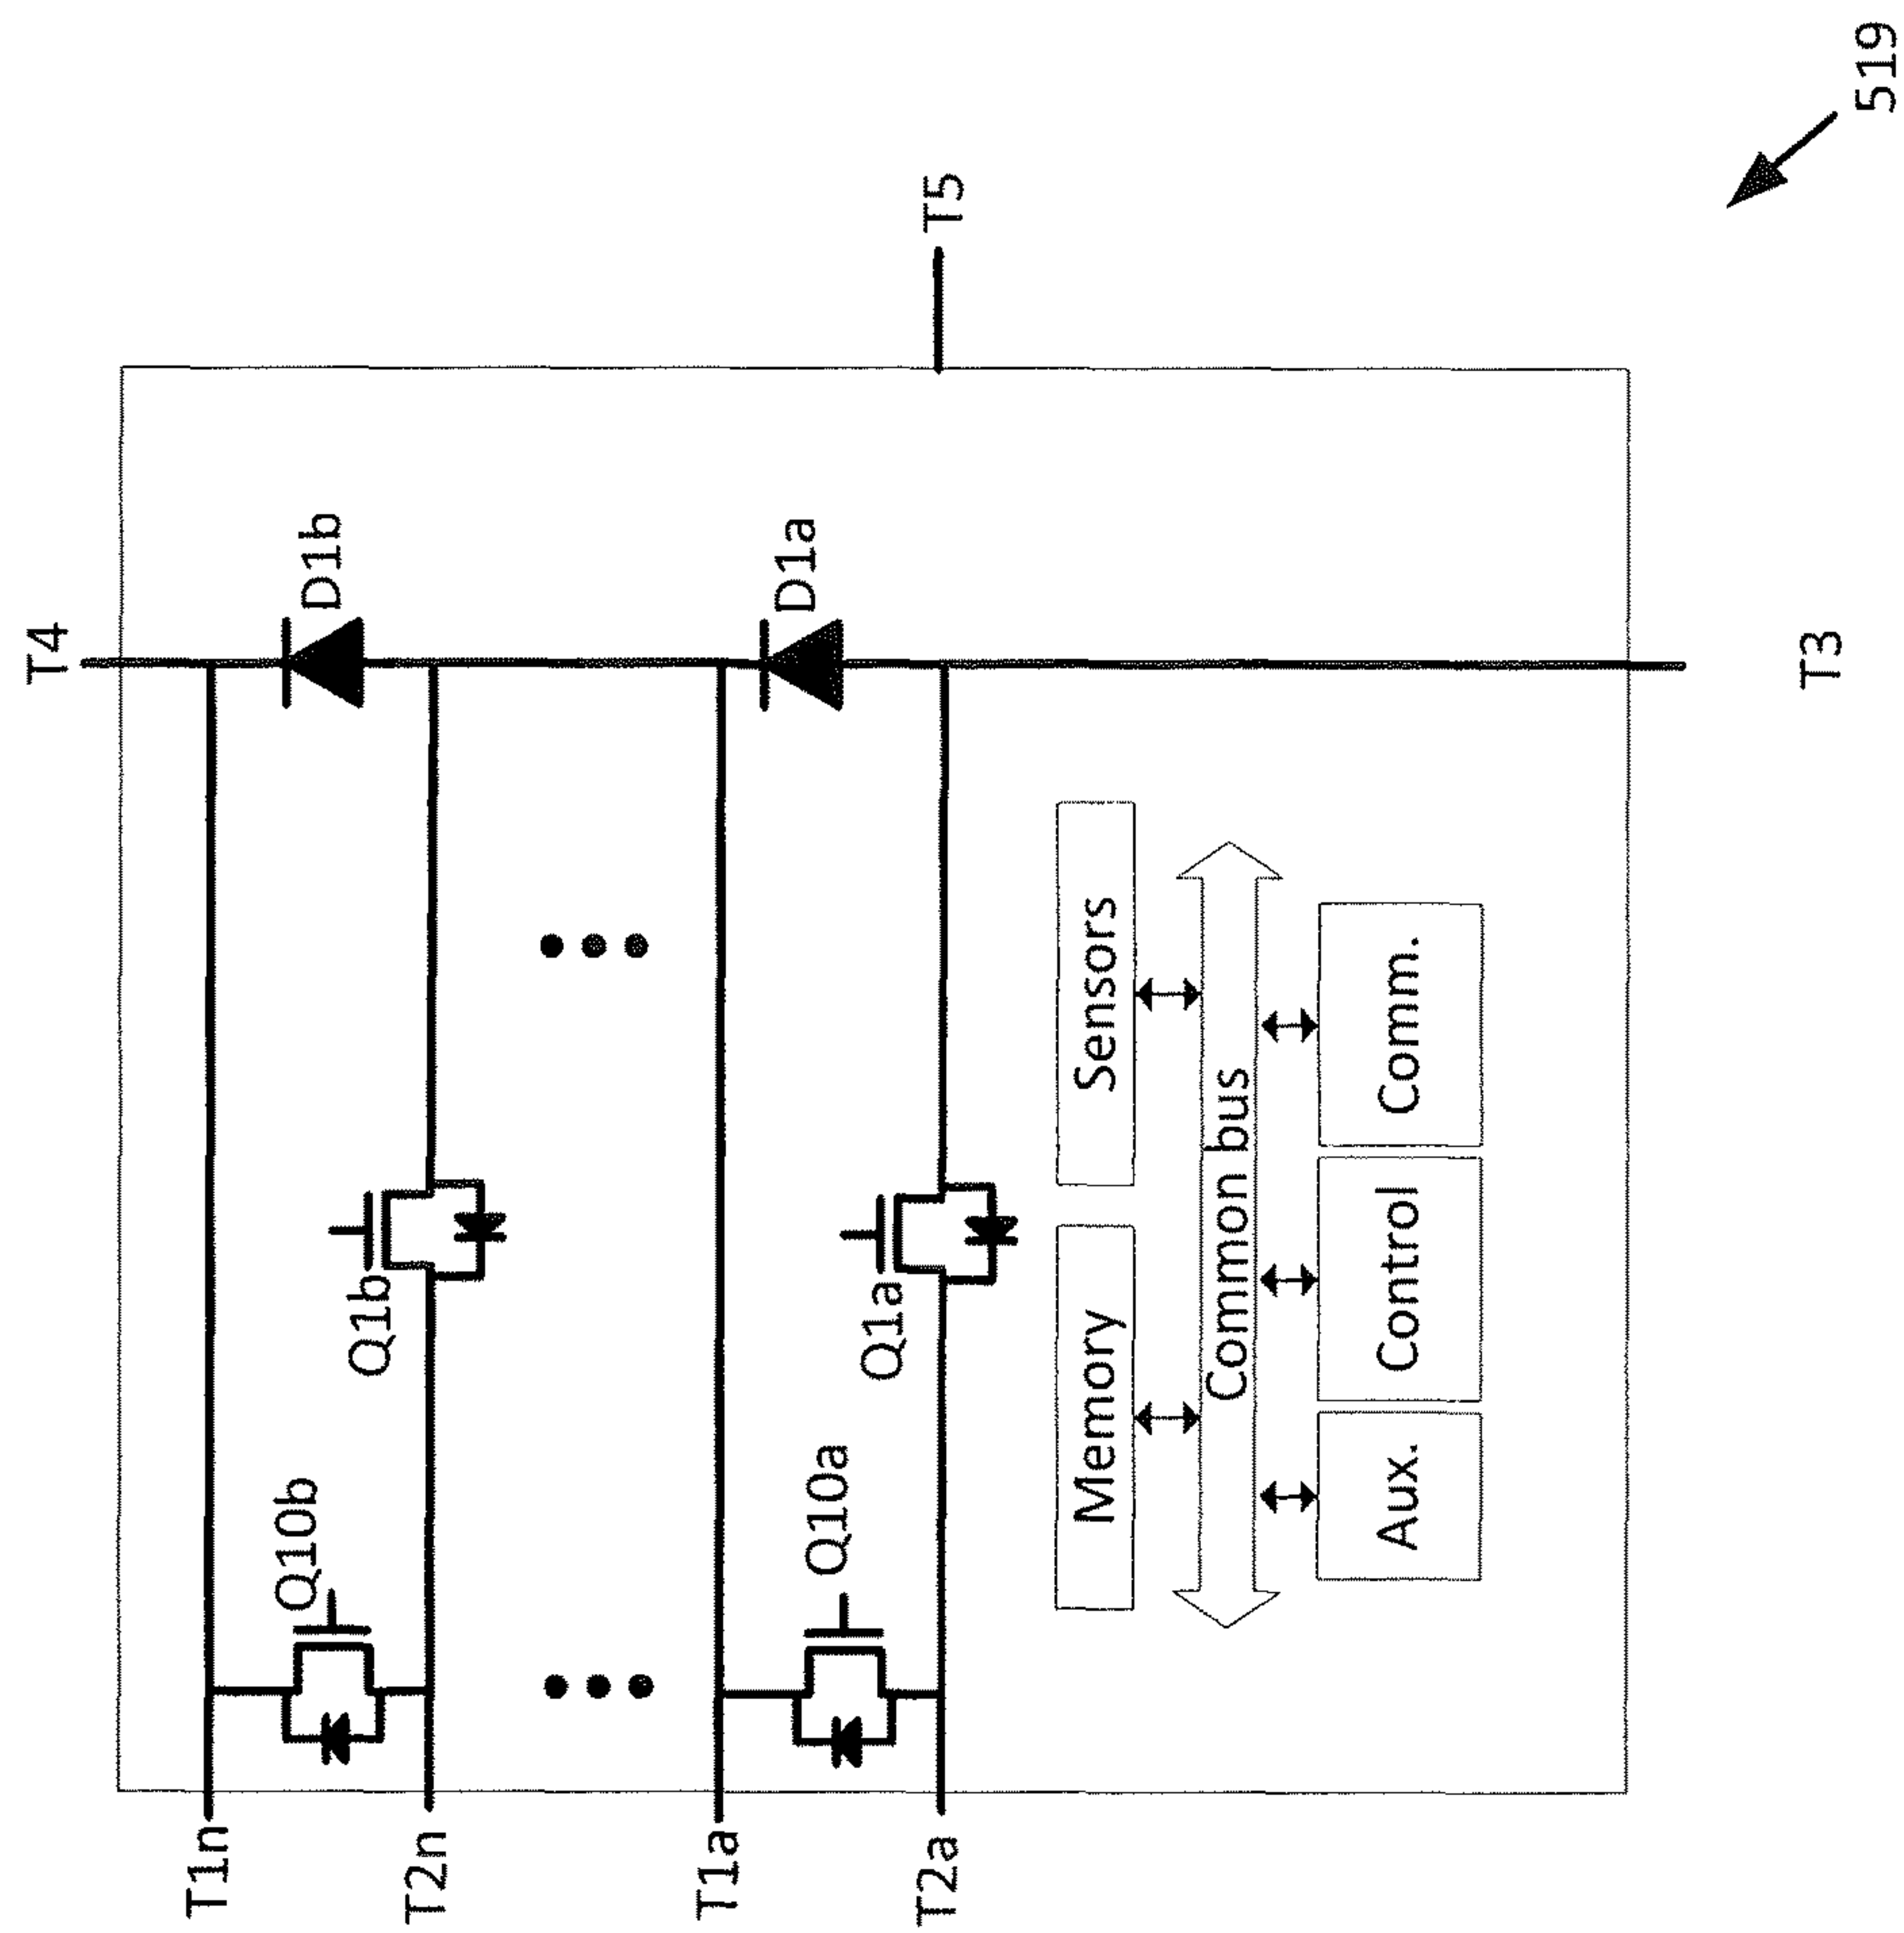 T4
T1n
Q10b
D1b
Q1b
T2n
T5
T1a
Q10a
D1a
Q1a
T2a
Memory
Sensors
Common bus
Aux.
Control
Comm.
T3
519